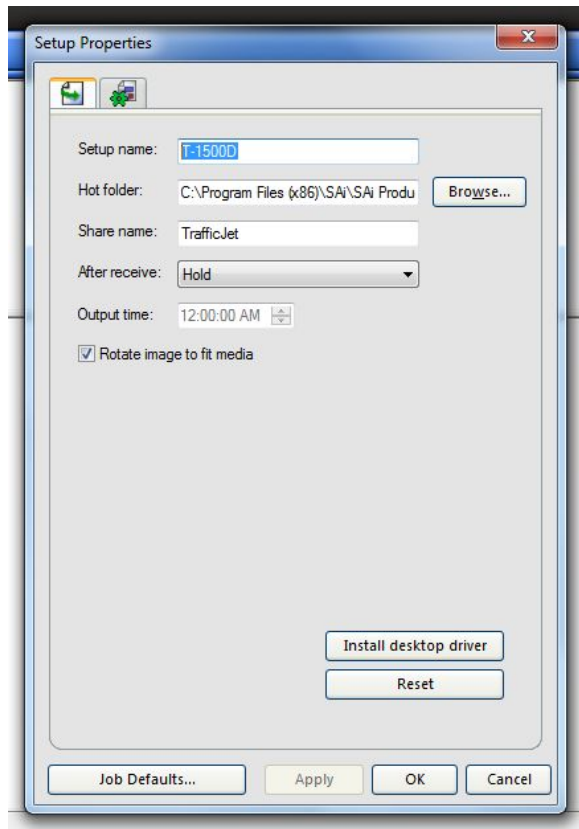 Setup Properties
Setup name: T-1500D
Hot folder: C:\Program Files (x86)\SAi\SAi Produ Browse...
Share name: TrafficJet
After receive: Hold
Output time: 12:00:00 AM
Rotate image to fit media
Install desktop driver
Reset
Job Defaults... Apply OK Cancel